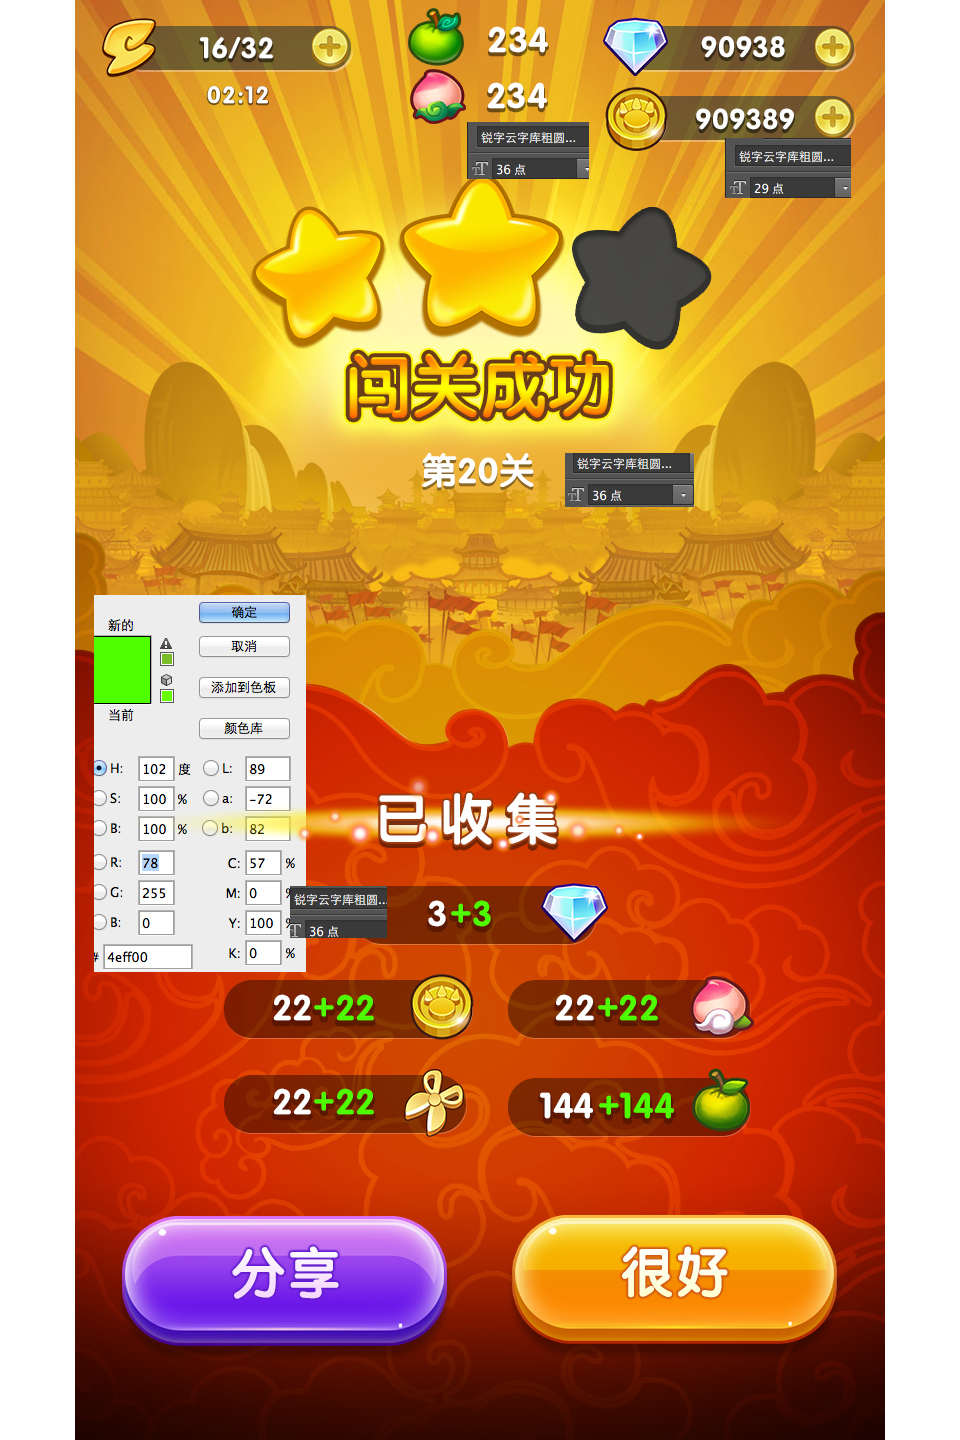 16/32
02:12
234
234
90938
909389
锐字云字库粗圆...
36 点
锐字云字库粗圆...
29 点
闯关成功
第20关
锐字云字库粗圆...
36 点
新的
当前
确定
取消
添加到色板
颜色库
H: 102 度 L: 89
S: 100 % a: -72
B: 100 % b: 82
R: 78 C: 57 %
G: 255 M: 0 %
B: 0 Y: 100 %
# 4eff00 K: 0 %
已收集
锐字云字库粗圆...
36 点
3+3
22+22
22+22
22+22
144+144
分享
很好